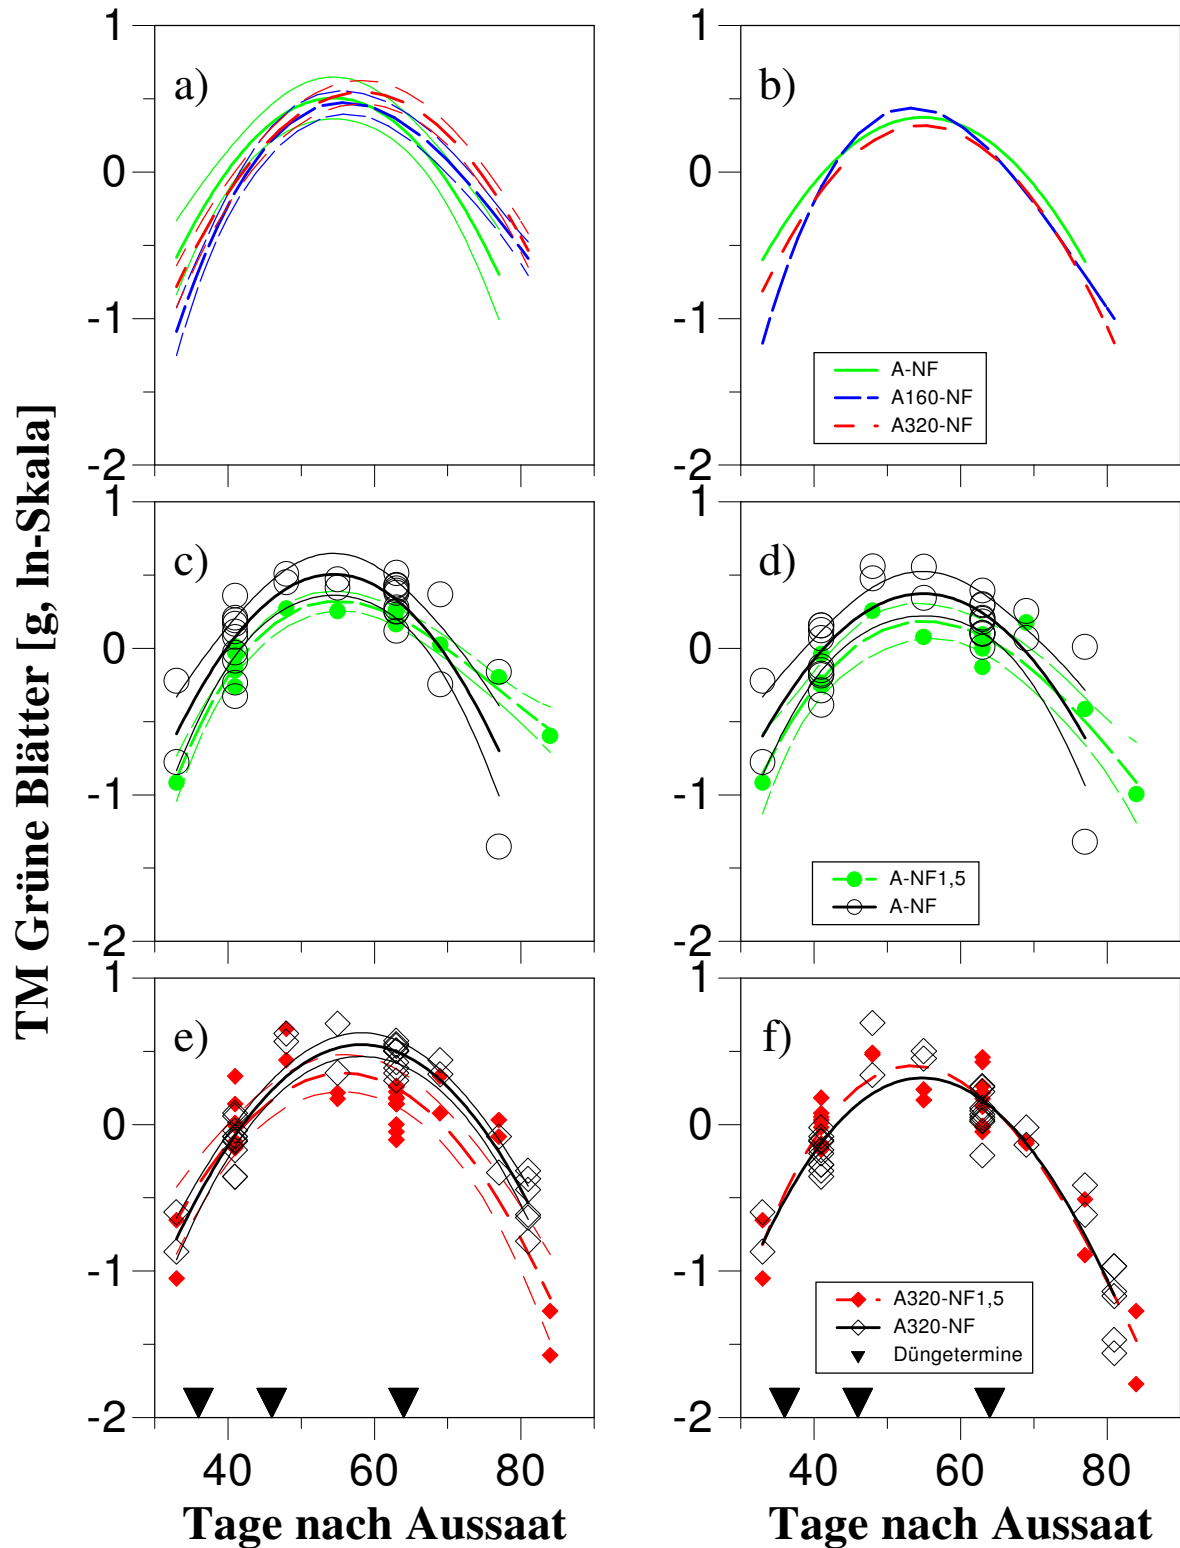 TM Grüne Blätter [g, ln-Skala]
1
0
-1
-2
a)
1
0
-1
-2
b)
A-NF
A160-NF
A320-NF
1
0
-1
-2
c)
1
0
-1
-2
d)
A-NF1,5
A-NF
1
0
-1
-2
e)
40 60 80
Tage nach Aussaat
1
0
-1
-2
f)
A320-NF1,5
A320-NF
Düngetermine
40 60 80
Tage nach Aussaat